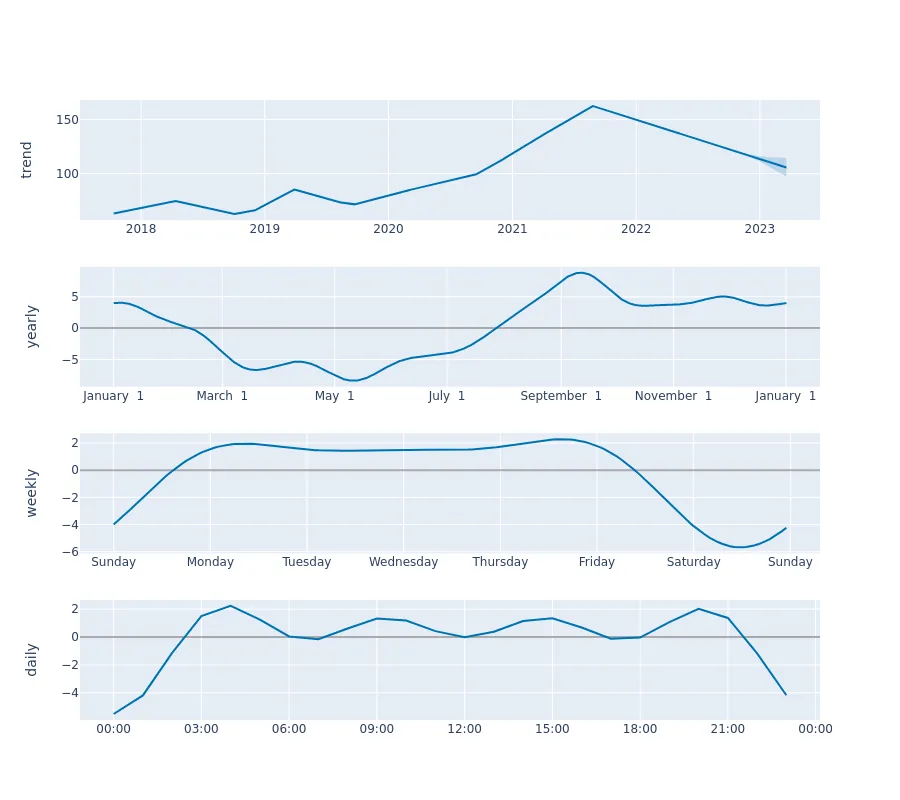 trend
150
100
2018 2019 2020 2021 2022 2023
yearly
5
0
−5
January 1 March 1 May 1 July 1 September 1 November 1 January 1
weekly
2
0
−2
−4
−6
Sunday Monday Tuesday Wednesday Thursday Friday Saturday Sunday
daily
2
0
−2
−4
00:00 03:00 06:00 09:00 12:00 15:00 18:00 21:00 00:00